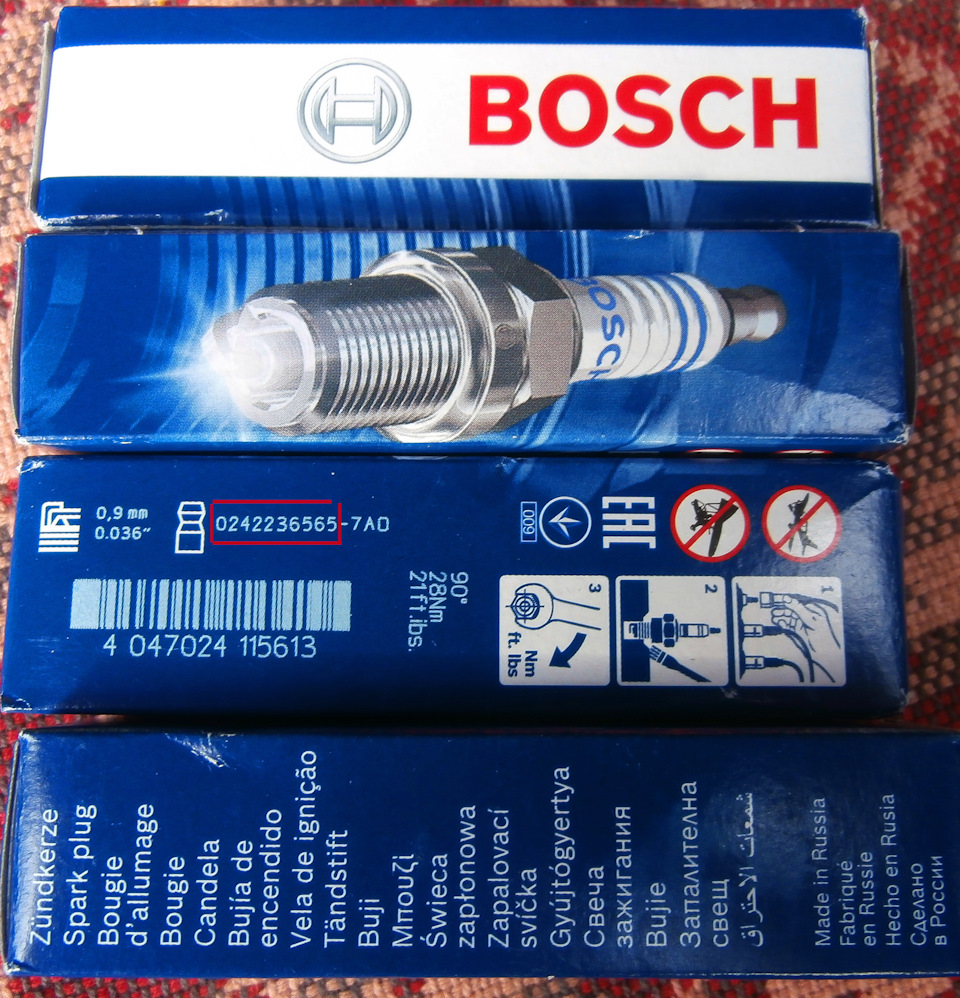 BOSCH
BOSCH
0,9 mm
0.036”
0242236565-7A0
009
EAC
4 047024 115613
90°
28Nm
21ft.lbs.
3
Nm
ft. lbs
2
1
Zündkerze
Spark plug
Bougie
d’allumage
Bougie
Candela
Bujía de
encendido
Vela de ignição
Tändstift
Buji
Μπουζί
Świeca
zapłonowa
Zapalovací
svíčka
Gyújtógyertya
Свеча
зажигания
Bujie
Запалителна
свещ
شمعات الاحتراق
Made in Russia
Fabriqué
en Russie
Hecho en Rusia
Сделано
в России